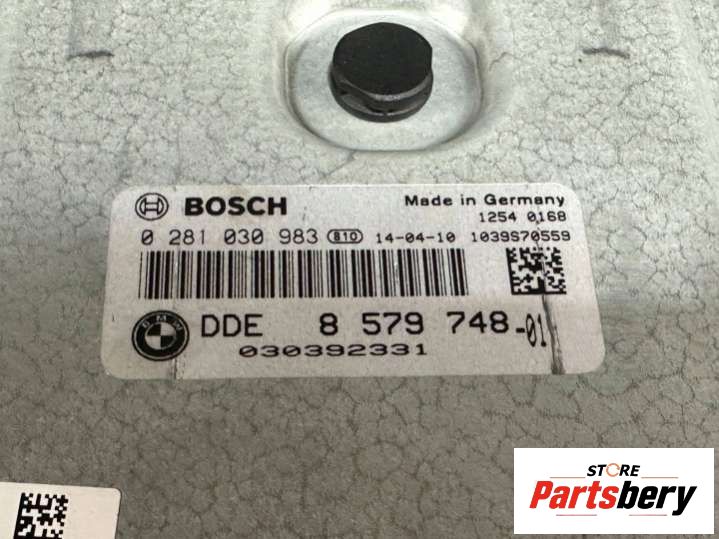 BOSCH
Made in Germany
1254 0168
0 281 030 983 810 14-04-10 1039S70559
BMW
DDE 8 579 748-01
030392331
STORE
Partsbery